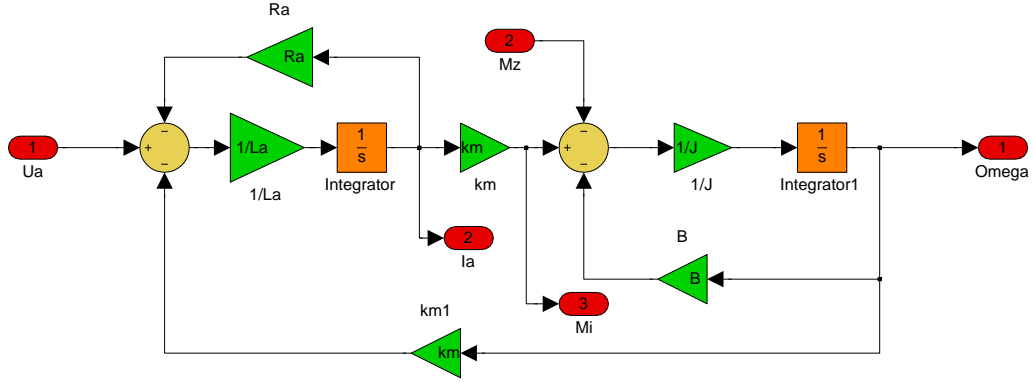 Ra
Ra
2
Mz
−
−
1
Ua
+
−
1/La
1/La
1
s
Integrator
km
km
+
−
1/J
1/J
1
s
Integrator1
1
Omega
2
Ia
B
B
3
Mi
km1
km